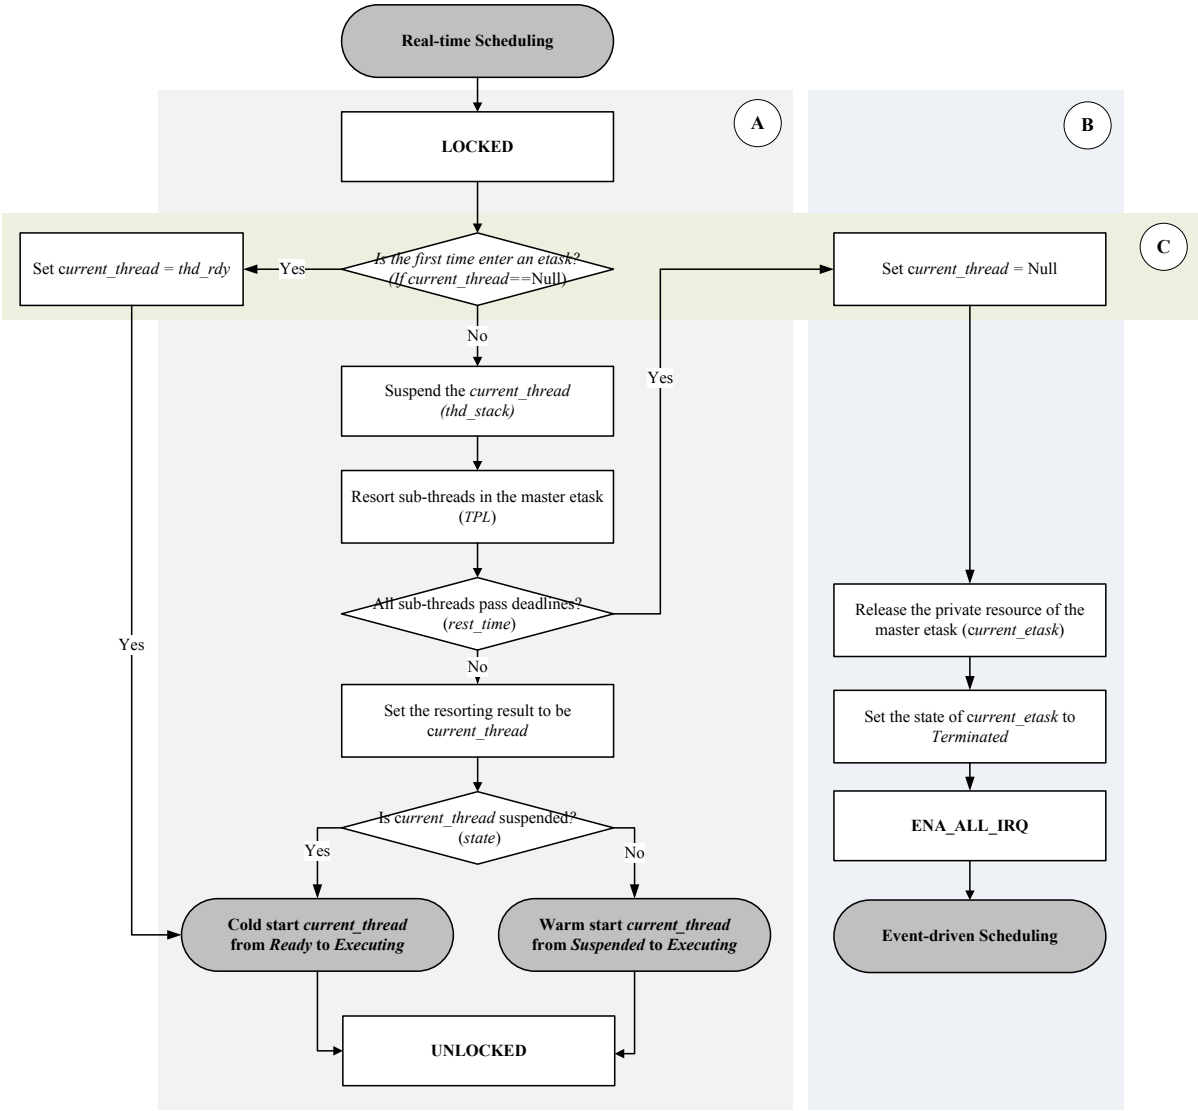 Real-time Scheduling
A
B
LOCKED
C
Set current_thread = thd_rdy
Yes
Is the first time enter an etask?
(If current_thread==Null)
Set current_thread = Null
No
Suspend the current_thread
(thd_stack)
Yes
Resort sub-threads in the master etask
(TPL)
All sub-threads pass deadlines?
(rest_time)
Release the private resource of the
master etask (current_etask)
Yes
No
Set the resorting result to be
current_thread
Set the state of current_etask to
Terminated
Is current_thread suspended?
(state)
ENA_ALL_IRQ
Yes
No
Cold start current_thread
from Ready to Executing
Warm start current_thread
from Suspended to Executing
Event-driven Scheduling
UNLOCKED